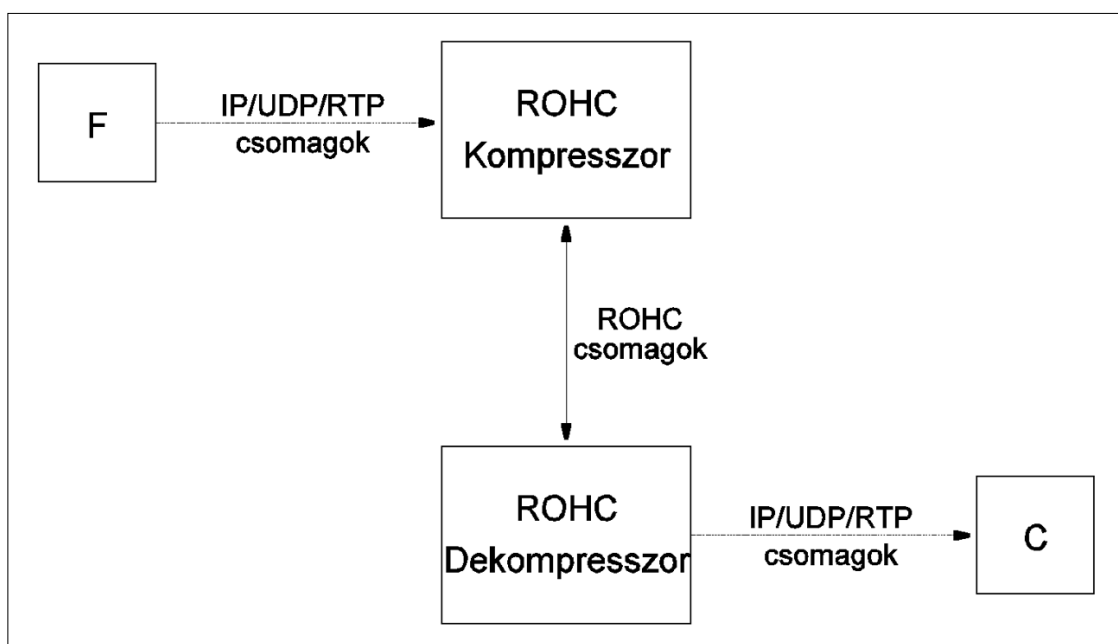 F
IP/UDP/RTP
csomagok
ROHC
Kompresszor
ROHC
csomagok
ROHC
Dekompresszor
IP/UDP/RTP
csomagok
C